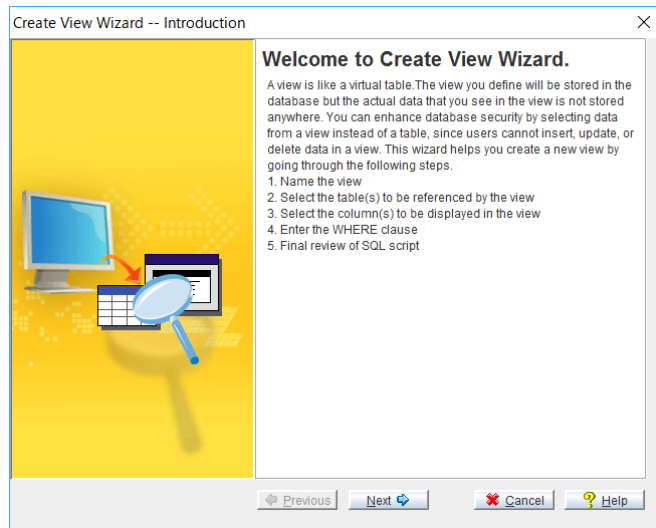 Create View Wizard -- Introduction
Welcome to Create View Wizard.
A view is like a virtual table.The view you define will be stored in the
database but the actual data that you see in the view is not stored
anywhere. You can enhance database security by selecting data
from a view instead of a table, since users cannot insert, update, or
delete data in a view. This wizard helps you create a new view by
going through the following steps.
1. Name the view
2. Select the table(s) to be referenced by the view
3. Select the column(s) to be displayed in the view
4. Enter the WHERE clause
5. Final review of SQL script
Previous Next Cancel Help